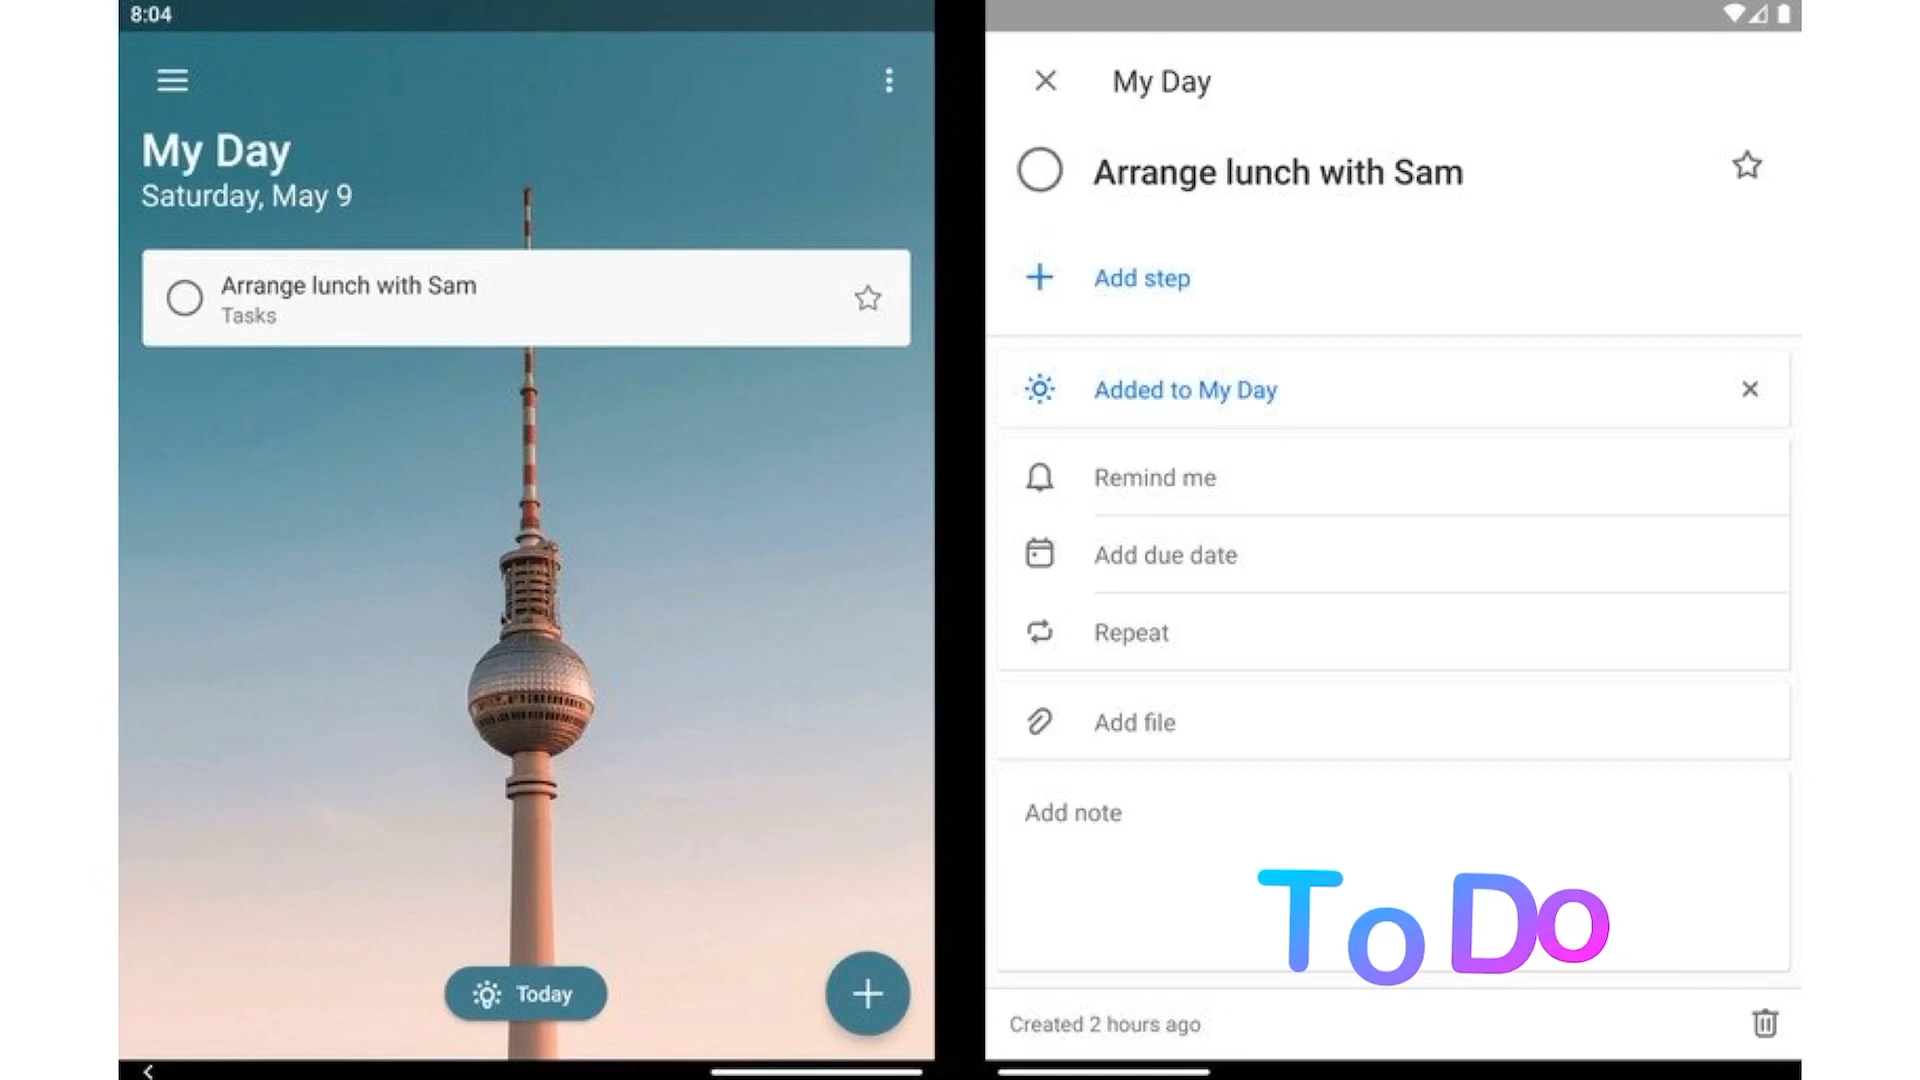 8:04
My Day
Saturday, May 9
Arrange lunch with Sam
Tasks
Today
My Day
Arrange lunch with Sam
Add step
Added to My Day
Remind me
Add due date
Repeat
Add file
Add note
ToDo
Created 2 hours ago